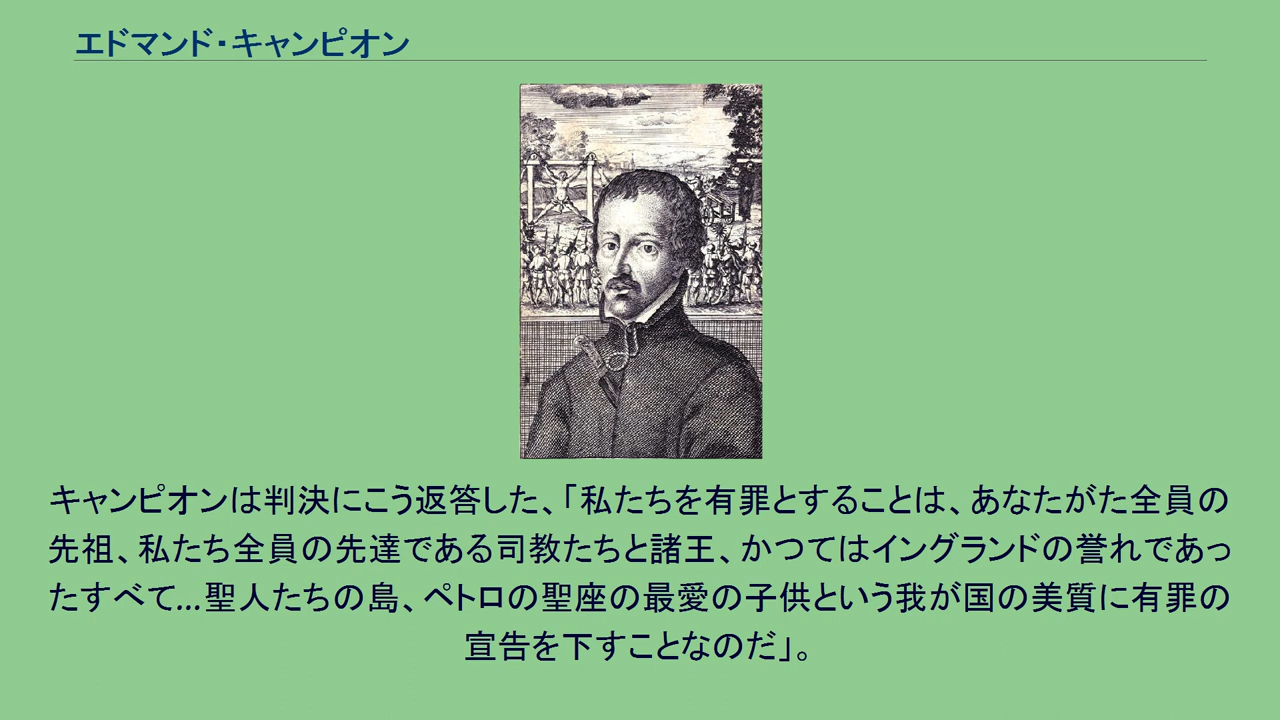 エドマンド・キャンピオン
キャンピオンは判決にこう返答した、「私たちを有罪とすることは、あなたがた全員の
先祖、私たち全員の先達である司教たちと諸王、かつてはイングランドの誉れであっ
たすべて...聖人たちの島、ペトロの聖座の最愛の子供という我が国の美質に有罪の
宣告を下すことなのだ」。